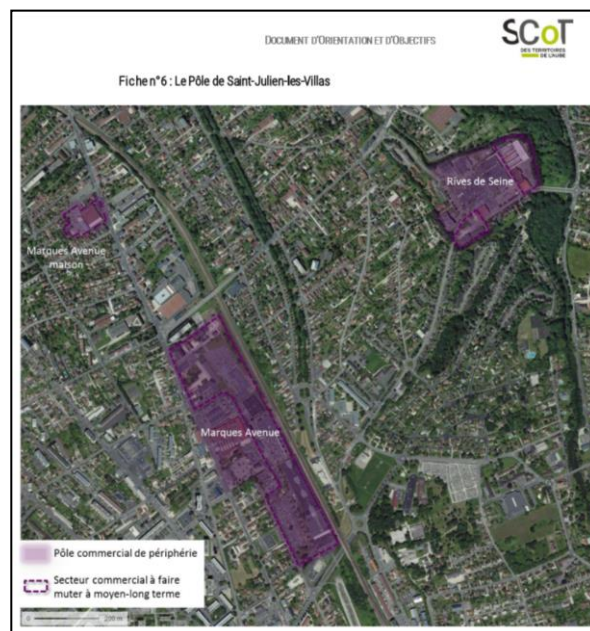 DOCUMENT D'ORIENTATION ET D'OBJECTIFS
SCoT
DES TERRITOIRES
DE L'AUBE
Fiche n°6 : Le Pôle de Saint-Julien-les-Villas
Rives de Seine
Marques Avenue
maison
Marques Avenue
Pôle commercial de périphérie
Secteur commercial à faire
muter à moyen-long terme
0
200 m